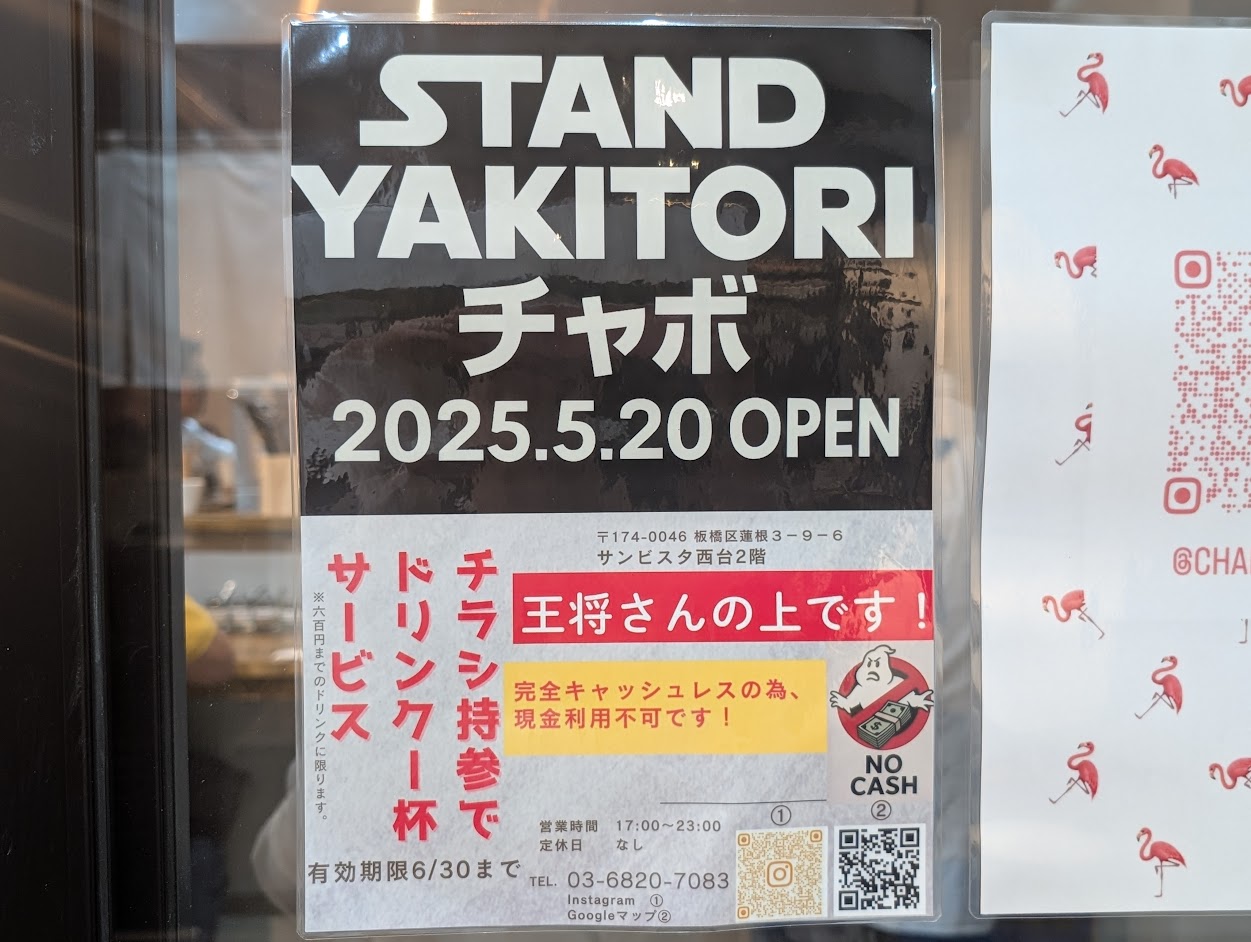 STAND
YAKITORI
チャボ
2025.5.20 OPEN
〒174-0046 板橋区蓮根3-9-6
サンビスタ西台2階
王将さんの上です！
完全キャッシュレスの為、
現金利用不可です！
NO
CASH
チラシ持参で
ドリンク一杯
サービス
※六百円までのドリンクに限ります。
有効期限6/30まで
営業時間 17:00～23:00
定休日 なし
TEL. 03-6820-7083
Instagram ①
Googleマップ②
①
②
@CHA